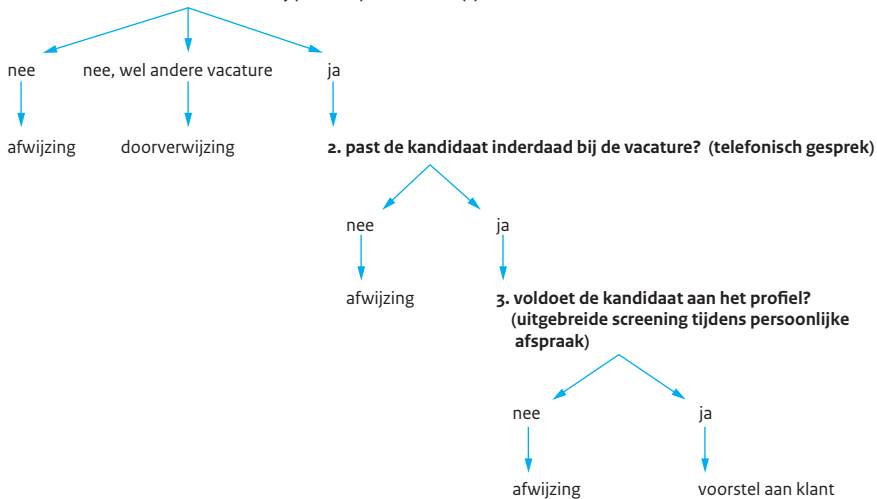 nee
nee, wel andere vacature
ja
afwijzing
doorverwijzing
2. past de kandidaat inderdaad bij de vacature? (telefonisch gesprek)
nee
ja
afwijzing
3. voldoet de kandidaat aan het profiel?
(uitgebreide screening tijdens persoonlijke
afspraak)
nee
ja
afwijzing
voorstel aan klant